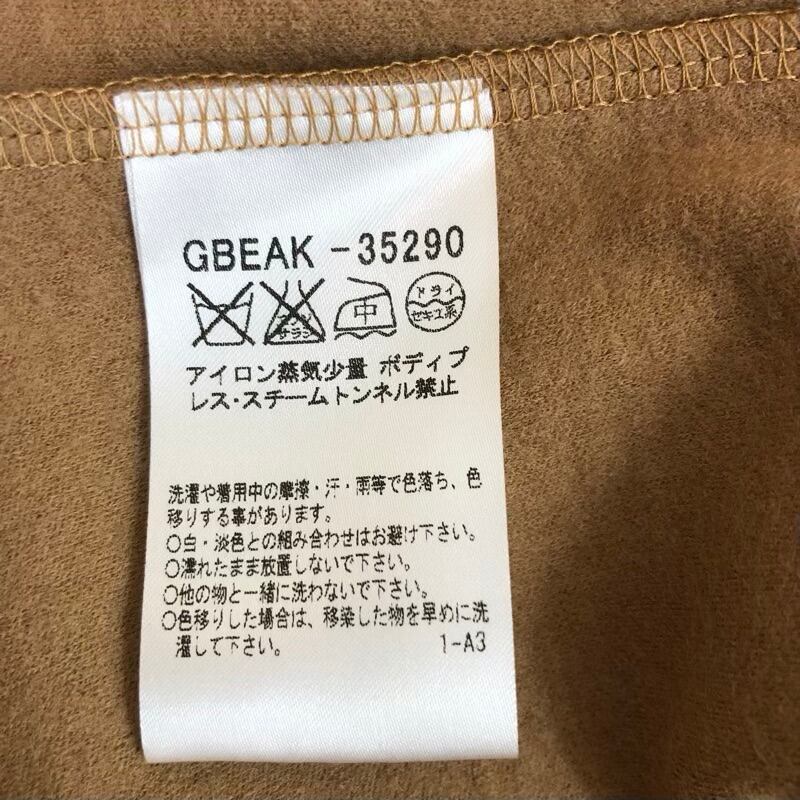 GBEAK -35290
エンソ
サラシ
中
ドライ
セキユ系
アイロン蒸気少量 ボディプ
レス・スチームトンネル禁止
洗濯や着用中の摩擦・汗・雨等で色落ち、色
移りする事があります。
○白・淡色との組み合わせはお避け下さい。
○濡れたまま放置しないで下さい。
○他の物と一緒に洗わないで下さい。
○色移りした場合は、移染した物を早めに洗
濯して下さい。 1-A3